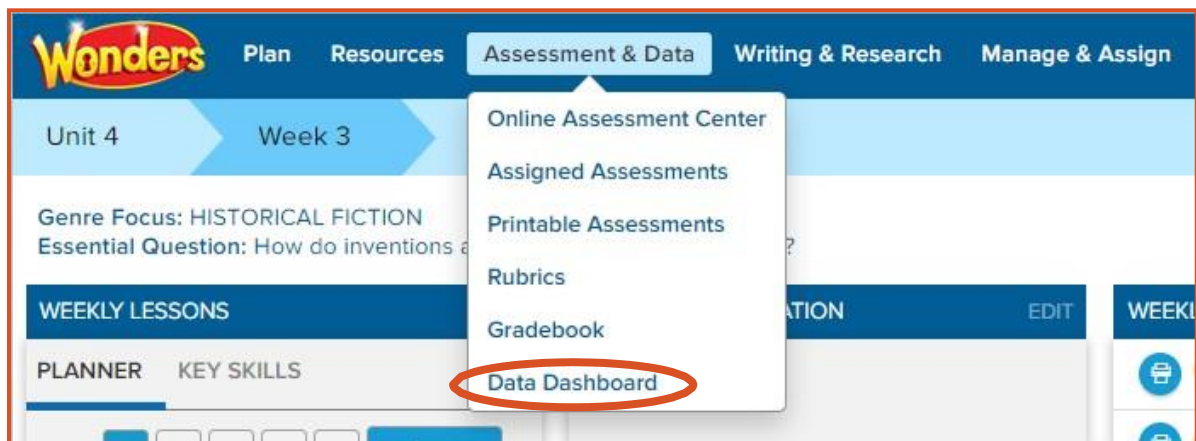 Wonders Plan Resources Assessment & Data Writing & Research Manage & Assign
Unit 4 Week 3
Online Assessment Center
Assigned Assessments
Printable Assessments
Rubrics
Gradebook
Data Dashboard
Genre Focus: HISTORICAL FICTION
Essential Question: How do inventions ?
WEEKLY LESSONS EDIT
PLANNER KEY SKILLS